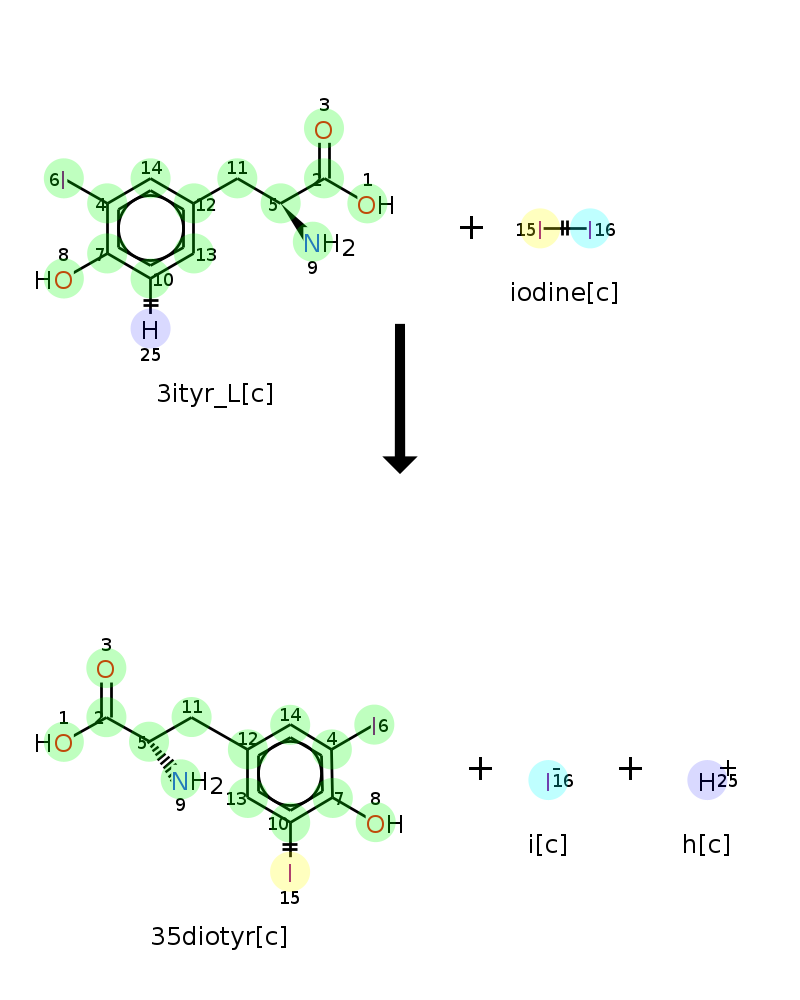 3
O
14
11
6I
2
1
4
12
5
OH
15I
I16
8
7
13
NH2
HO
10
9
iodine[c]
H
25
3ityr_L[c]
+
3
O
11
14
I6
1
2
12
4
HO
5
NH2
13
7
8
9
10
OH
I
15
35diotyr[c]
+
I-16
i[c]
+
H+25
h[c]